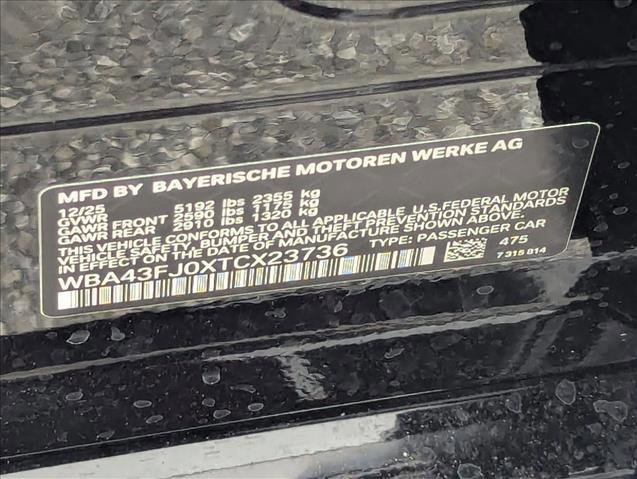 MFD BY BAYERISCHE MOTOREN WERKE AG
12/25
GVWR 5192 lbs 2355 kg
GAWR FRONT 2590 lbs 1175 kg
GAWR REAR 2910 lbs 1320 kg
THIS VEHICLE CONFORMS TO ALL APPLICABLE U.S.FEDERAL MOTOR
VEHICLE SAFETY, BUMPER AND THEFT PREVENTION STANDARDS
IN EFFECT ON THE DATE OF MANUFACTURE SHOWN ABOVE.
WBA43FJ0XTCX23736 TYPE: PASSENGER CAR
475
7 315 814